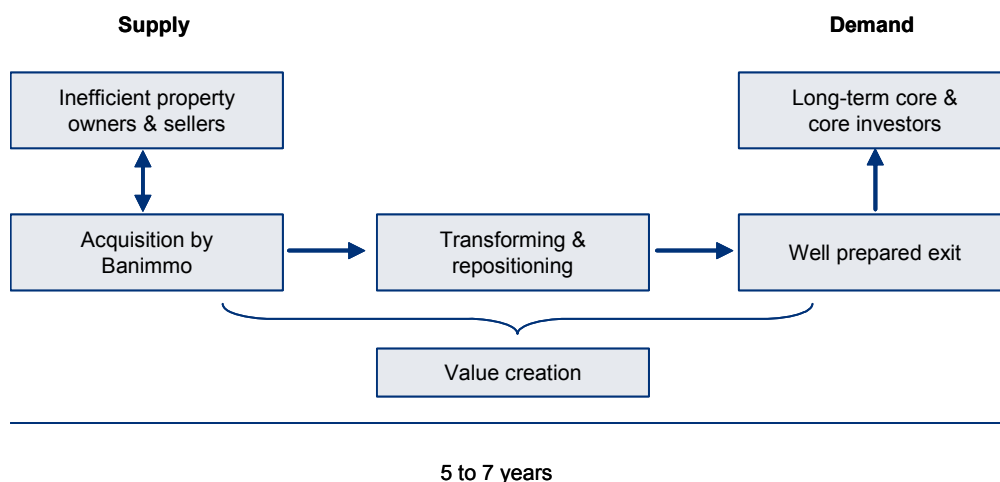 Supply
Demand
Inefficient property
owners & sellers
Long-term core &
core investors
Acquisition by
Banimmo
Transforming &
repositioning
Well prepared exit
Value creation
5 to 7 years